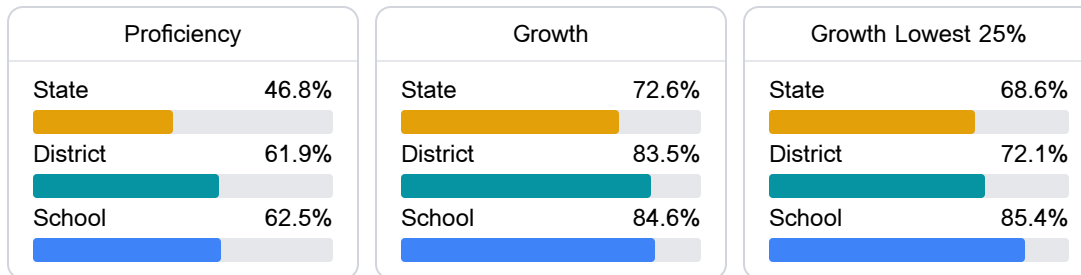 Proficiency
State 46.8%
District 61.9%
School 62.5%
Growth
State 72.6%
District 83.5%
School 84.6%
Growth Lowest 25%
State 68.6%
District 72.1%
School 85.4%